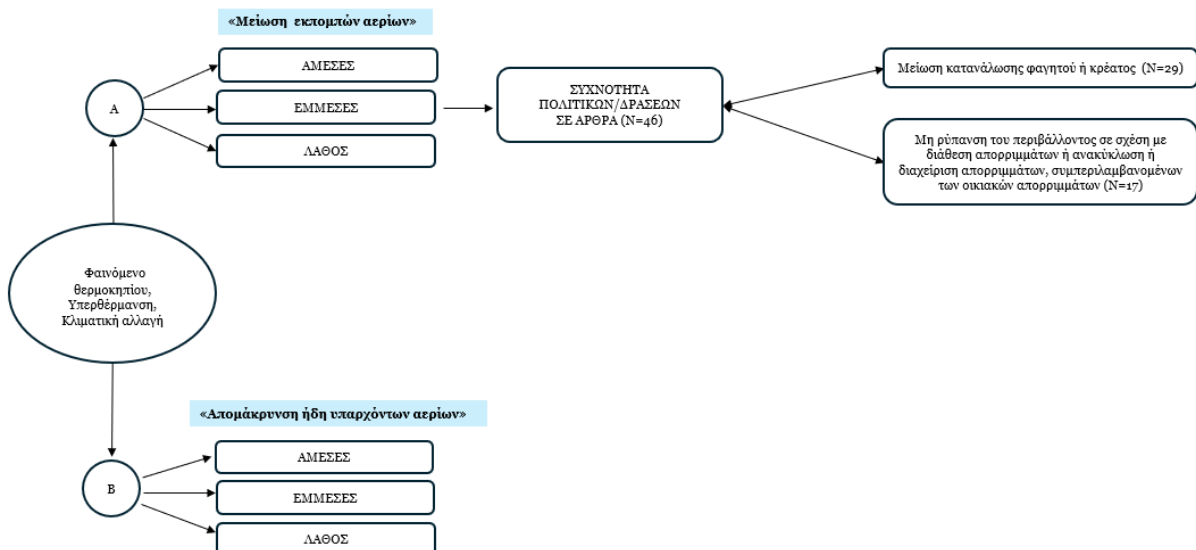 «Μείωση εκπομπών αερίων»
Α
ΑΜΕΣΕΣ
ΕΜΜΕΣΕΣ
ΛΑΘΟΣ
ΣΥΧΝΟΤΗΤΑ
ΠΟΛΙΤΙΚΩΝ/ΔΡΑΣΕΩΝ
ΣΕ ΑΡΘΡΑ (Ν=46)
Μείωση κατανάλωσης φαγητού ή κρέατος (Ν=29)
Μη ρύπανση του περιβάλλοντος σε σχέση με
διάθεση απορριμμάτων ή ανακύκλωση ή
διαχείριση απορριμμάτων, συμπεριλαμβανομένων
των οικιακών απορριμμάτων (Ν=17)
Φαινόμενο
θερμοκηπίου,
Υπερθέρμανση,
Κλιματική αλλαγή
«Απομάκρυνση ήδη υπαρχόντων αερίων»
Β
ΑΜΕΣΕΣ
ΕΜΜΕΣΕΣ
ΛΑΘΟΣ